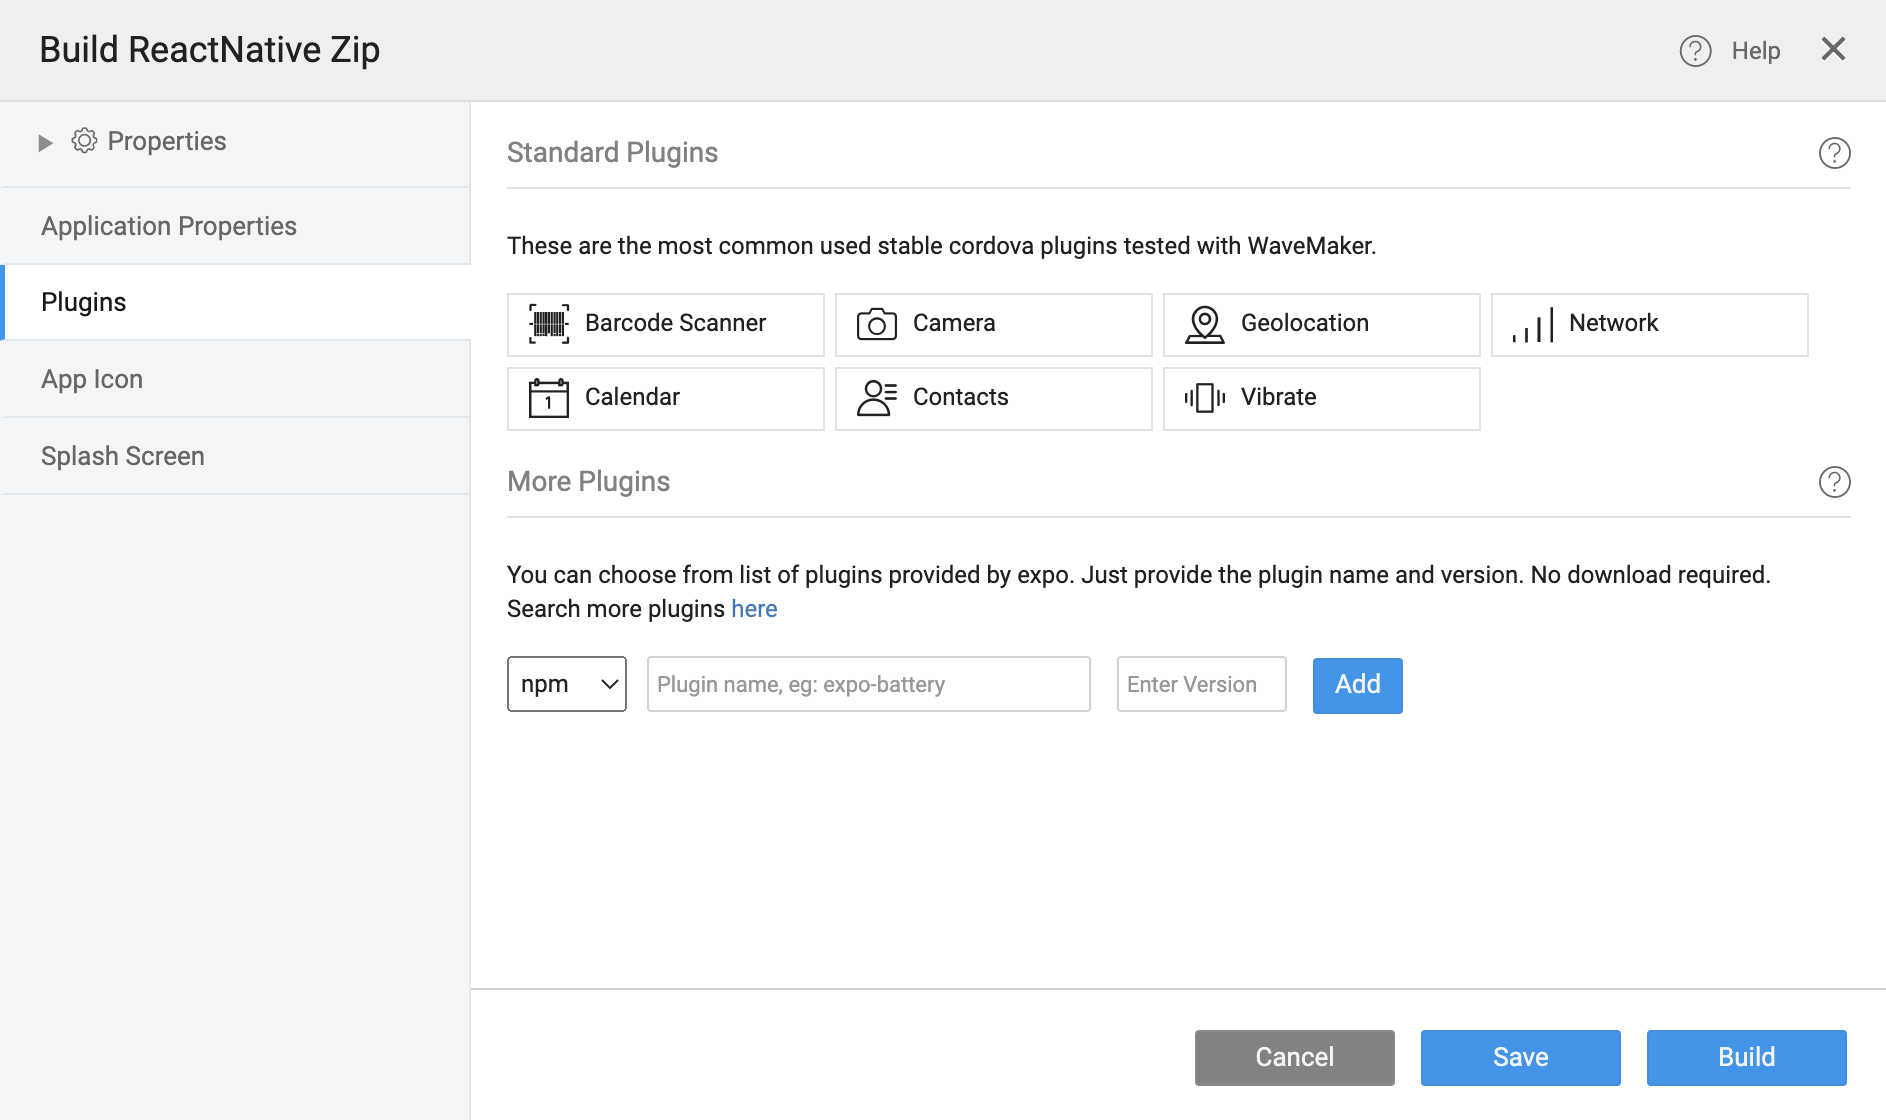 Build ReactNative Zip
? Help
Properties
Application Properties
Plugins
App Icon
Splash Screen
Standard Plugins ?
These are the most common used stable cordova plugins tested with WaveMaker.
Barcode Scanner Camera Geolocation Network
1 Calendar Contacts Vibrate
More Plugins ?
You can choose from list of plugins provided by expo. Just provide the plugin name and version. No download required.
Search more plugins here
npm Plugin name, eg: expo-battery Enter Version Add
Cancel Save Build